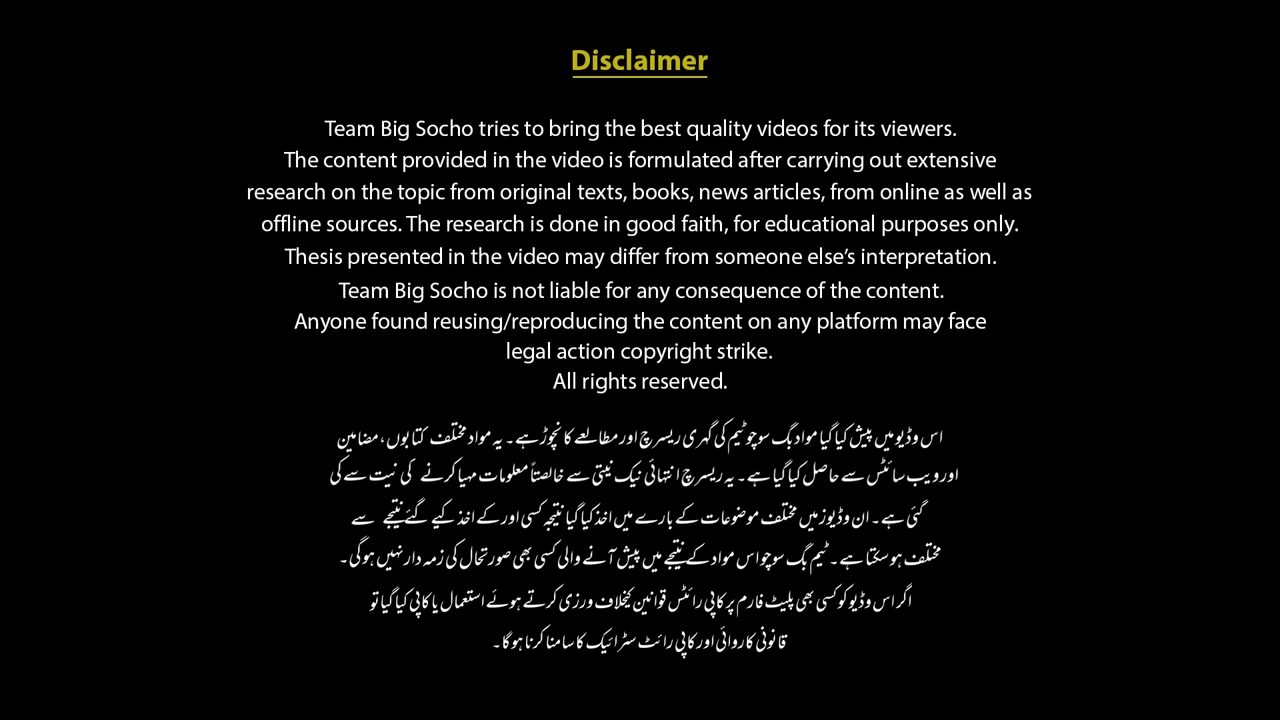 Disclaimer
Team Big Socho tries to bring the best quality videos for its viewers.
The content provided in the video is formulated after carrying out extensive
research on the topic from original texts, books, news articles, from online as well as
offline sources. The research is done in good faith, for educational purposes only.
Thesis presented in the video may differ from someone else’s interpretation.
Team Big Socho is not liable for any consequence of the content.
Anyone found reusing/reproducing the content on any platform may face
legal action copyright strike.
All rights reserved.
اس وڈیو میں پیش کیا گیا مواد بگ سوچو ٹیم کی گہری ریسرچ اور مطالعے کا نچوڑ ہے۔ یہ مواد مختلف کتابوں، مضامین
اور ویب سائٹس سے حاصل کیا گیا ہے۔ یہ ریسرچ انتہائی نیک نیتی سے خالصتاً معلومات مہیا کرنے کی نیت سے کی
گئی ہے۔ ان وڈیوز میں مختلف موضوعات کے بارے میں اخذ کیا گیا نتیجہ کسی اور کے اخذ کیے گئے نتیجے سے
مختلف ہو سکتا ہے۔ ٹیم بگ سوچو اس مواد کے نتیجے میں پیش آنے والی کسی بھی صورتحال کی زمہ دار نہیں ہوگی۔
اگر اس وڈیو کو کسی بھی پلیٹ فارم پر کاپی رائٹس قوانین کیخلاف ورزی کرتے ہوئے استعمال یا کاپی کیا گیا تو
قانونی کاروائی اور کاپی رائٹ سٹرائیک کا سامنا کرنا ہوگا۔